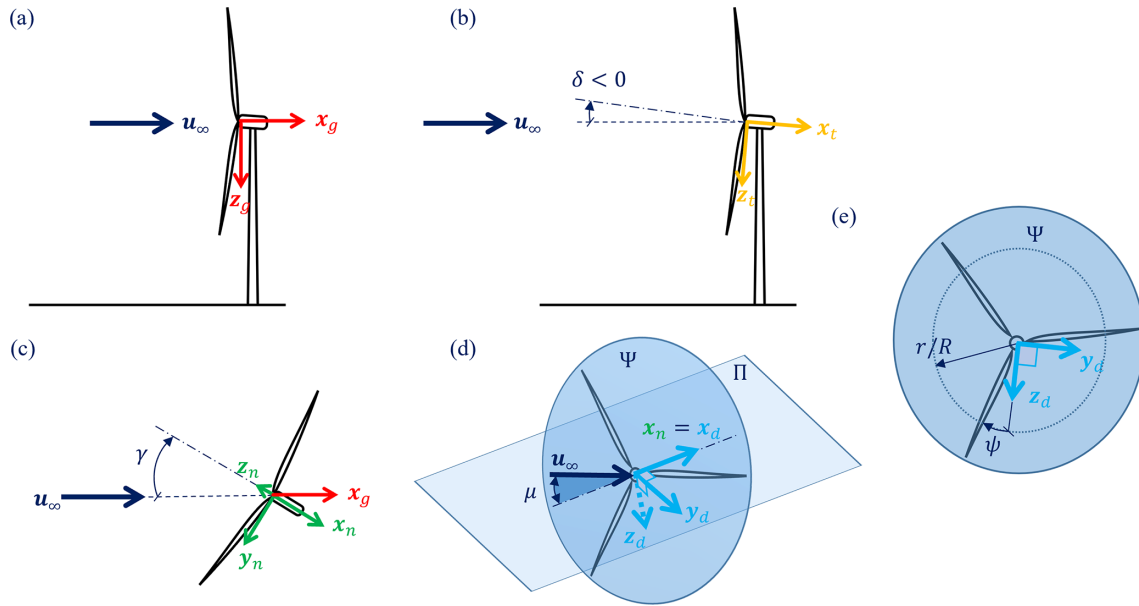 (a)
𝒖∞
𝒙g
𝒛g
(b)
δ < 0
𝒖∞
𝒙t
𝒛t
(c)
γ
𝒛n
𝒖∞
𝒙g
𝒙n
𝒚n
(d)
Ψ
Π
𝒙n = 𝒙d
𝒖∞
μ
𝒚d
𝒛d
(e)
Ψ
r/R
𝒚d
𝒛d
ψ